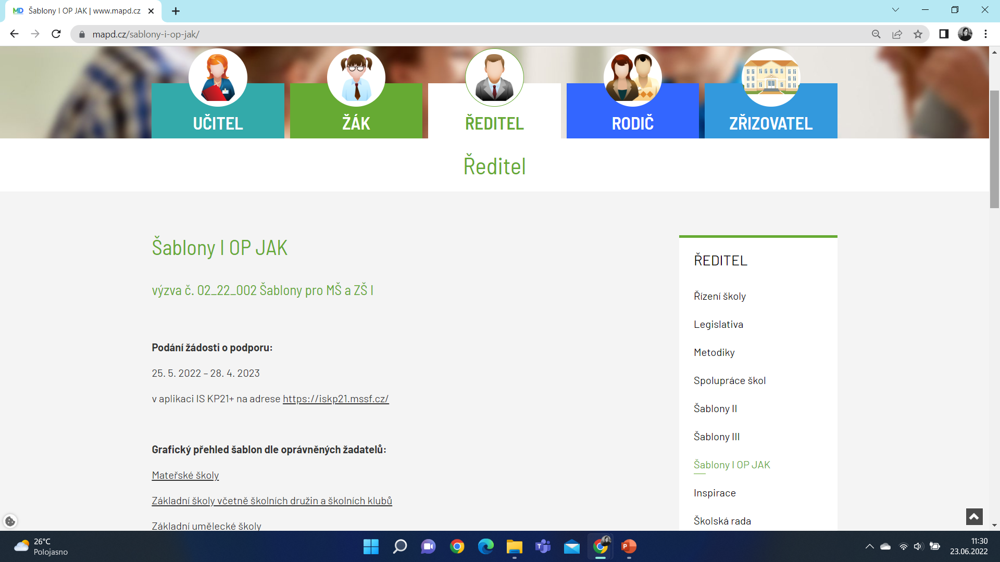 MD Šablony I OP JAK | www.mapd.cz
mapd.cz/sablony-i-op-jak/
UČITEL
ŽÁK
ŘEDITEL
RODIČ
ZŘIZOVATEL
Ředitel
Šablony I OP JAK
výzva č. 02_22_002 Šablony pro MŠ a ZŠ I
Podání žádosti o podporu:
25. 5. 2022 – 28. 4. 2023
v aplikaci IS KP21+ na adrese https://iskp21.mssf.cz/
Grafický přehled šablon dle oprávněných žadatelů:
Mateřské školy
Základní školy včetně školních družin a školních klubů
Základní umělecké školy
ŘEDITEL
Řízení školy
Legislativa
Metodiky
Spolupráce škol
Šablony II
Šablony III
Šablony I OP JAK
Inspirace
Školská rada
26°C
Polojasno
11:30
23.06.2022